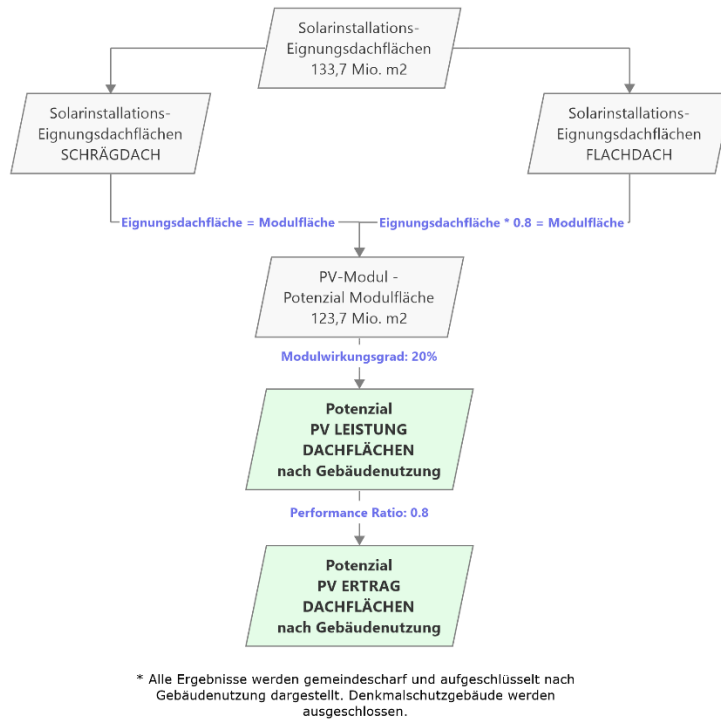 Solarinstallations-
Eignungsdachflächen
133,7 Mio. m2
Solarinstallations-
Eignungsdachflächen
SCHRÄGDACH
Solarinstallations-
Eignungsdachflächen
FLACHDACH
Eignungsdachfläche = Modulfläche
Eignungsdachfläche * 0.8 = Modulfläche
PV-Modul -
Potenzial Modulfläche
123,7 Mio. m2
Modulwirkungsgrad: 20%
Potenzial
PV LEISTUNG
DACHFLÄCHEN
nach Gebäudenutzung
Performance Ratio: 0.8
Potenzial
PV ERTRAG
DACHFLÄCHEN
nach Gebäudenutzung
* Alle Ergebnisse werden gemeindescharf und aufgeschlüsselt nach
Gebäudenutzung dargestellt. Denkmalschutzgebäude werden
ausgeschlossen.